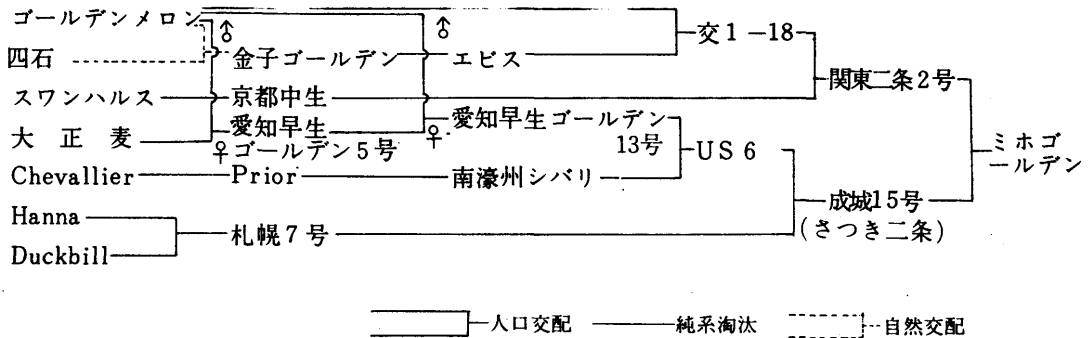 ゴールデンメロン ♂ ♂
交1-18
四石 金子ゴールデン エビス
関東二条2号
スワンハルス 京都中生
愛知早生ゴールデン
13号
大正麦 愛知早生 ♀
♀ゴールデン5号
ミホゴ
ールデン
US6
Chevallier Prior 南濠州シバリー
成城15号
(さつき二条)
Hanna
札幌7号
Duckbill
人口交配 純系淘汰 自然交配